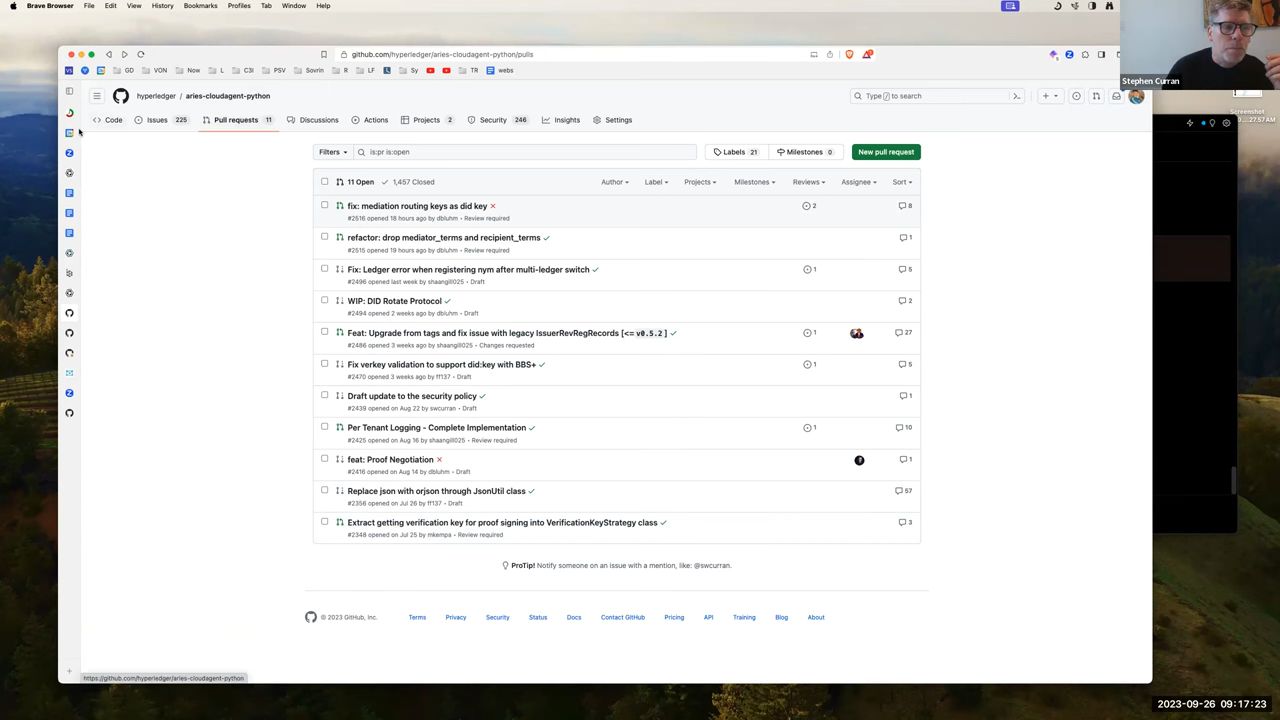 Brave Browser File Edit View History Bookmarks Profiles Tab Window Help
github.com/hyperledger/aries-cloudagent-python/pulls
GD VON Now L C3I PSV Sovrin R LF Sy TR webs
Stephen Curran
hyperledger / aries-cloudagent-python
Type / to search
Screenshot
Code Issues 225 Pull requests 11 Discussions Actions Projects 2 Security 246 Insights Settings
Filters is:pr is:open Labels 21 Milestones 0 New pull request
11 Open 1,457 Closed Author Label Projects Milestones Reviews Assignee Sort
fix: mediation routing keys as did key 2 8
#2516 opened 18 hours ago by dbluhm • Review required
refactor: drop mediator_terms and recipient_terms 1
#2515 opened 19 hours ago by dbluhm • Review required
Fix: Ledger error when registering nym after multi-ledger switch 1 5
#2496 opened last week by shaangill025 • Draft
WIP: DID Rotate Protocol 2
#2494 opened 2 weeks ago by dbluhm • Draft
Feat: Upgrade from tags and fix issue with legacy IssuerRevRegRecords [<= v0.5.2 ] 1 27
#2486 opened 3 weeks ago by shaangill025 • Changes requested
Fix verkey validation to support did:key with BBS+ 1 5
#2470 opened 3 weeks ago by ff137 • Draft
Draft update to the security policy 1
#2439 opened on Aug 22 by swcurran • Draft
Per Tenant Logging - Complete Implementation 1 10
#2425 opened on Aug 16 by shaangill025 • Review required
feat: Proof Negotiation 1
#2416 opened on Aug 14 by dbluhm • Draft
Replace json with orjson through JsonUtil class 57
#2356 opened on Jul 26 by ff137 • Draft
Extract getting verification key for proof signing into VerificationKeyStrategy class 3
#2348 opened on Jul 25 by mkempa • Review required
ProTip! Notify someone on an issue with a mention, like: @swcurran.
© 2023 GitHub, Inc. Terms Privacy Security Status Docs Contact GitHub Pricing API Training Blog About
https://github.com/hyperledger/aries-cloudagent-python
2023-09-26 09:17:23